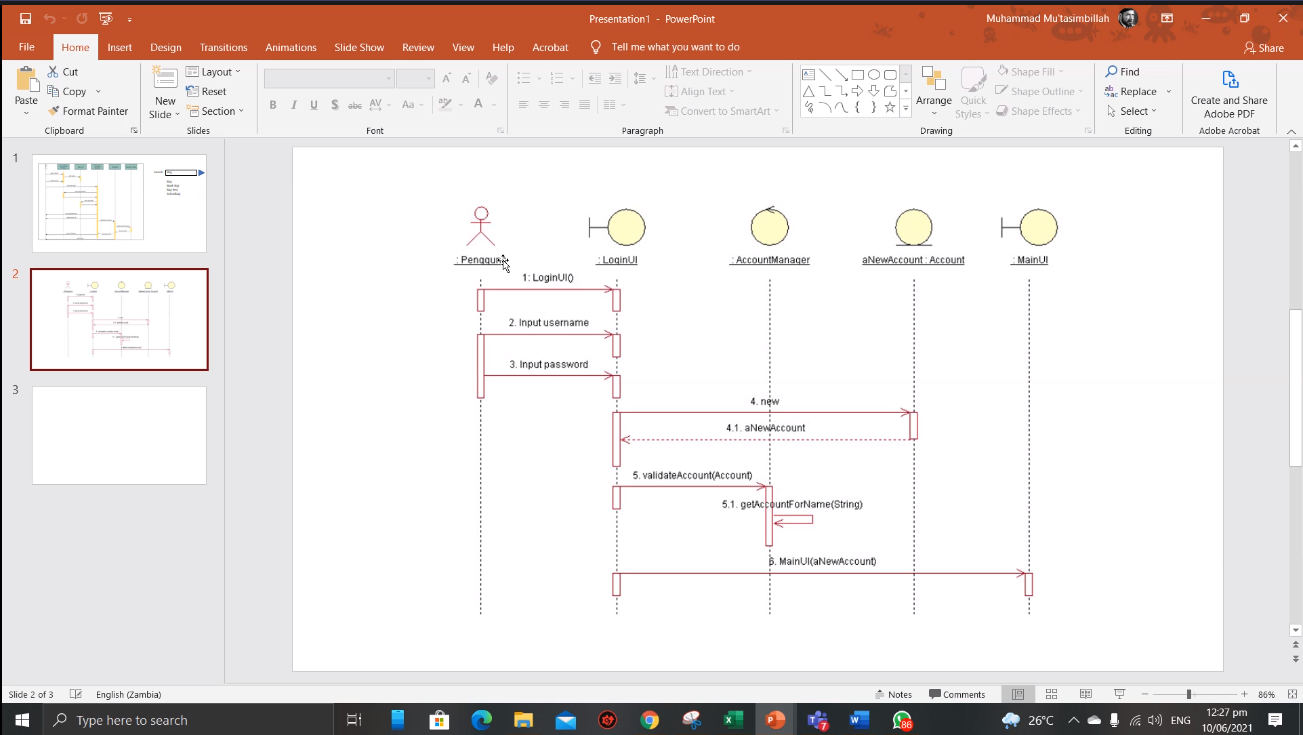 Presentation1 - PowerPoint
Muhammad Mu'tasimbillah
File Home Insert Design Transitions Animations Slide Show Review View Help Acrobat Tell me what you want to do Share
Paste
Cut
Copy
Format Painter
Clipboard
New Slide
Layout
Reset
Section
Slides
B I U S abc AV Aa A
Font
Text Direction
Align Text
Convert to SmartArt
Paragraph
Arrange
Quick Styles
Shape Fill
Shape Outline
Shape Effects
Drawing
Find
Replace
Select
Editing
Create and Share
Adobe PDF
Adobe Acrobat
1
2
3
: LoginUI
: AccountManager
aNewAccount : Account
: MainUI
1: LoginUI()
2. Input username
3. Input password
4. new
4.1. aNewAccount
5. validateAccount(Account)
5.1. getAccountForName(String)
6. MainUI(aNewAccount)
Slide 2 of 3
English (Zambia)
Notes
Comments
86%
Type here to search
7
86
26°C
ENG
12:27 pm
10/06/2021